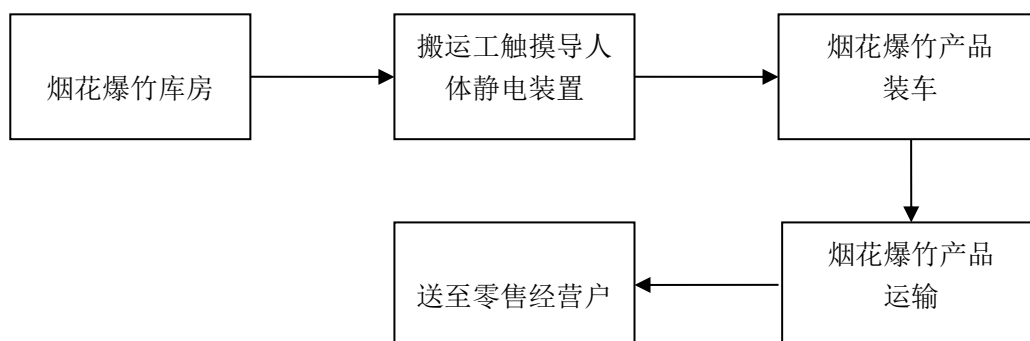 烟花爆竹库房
搬运工触摸导人
体静电装置
烟花爆竹产品
装车
烟花爆竹产品
运输
送至零售经营户